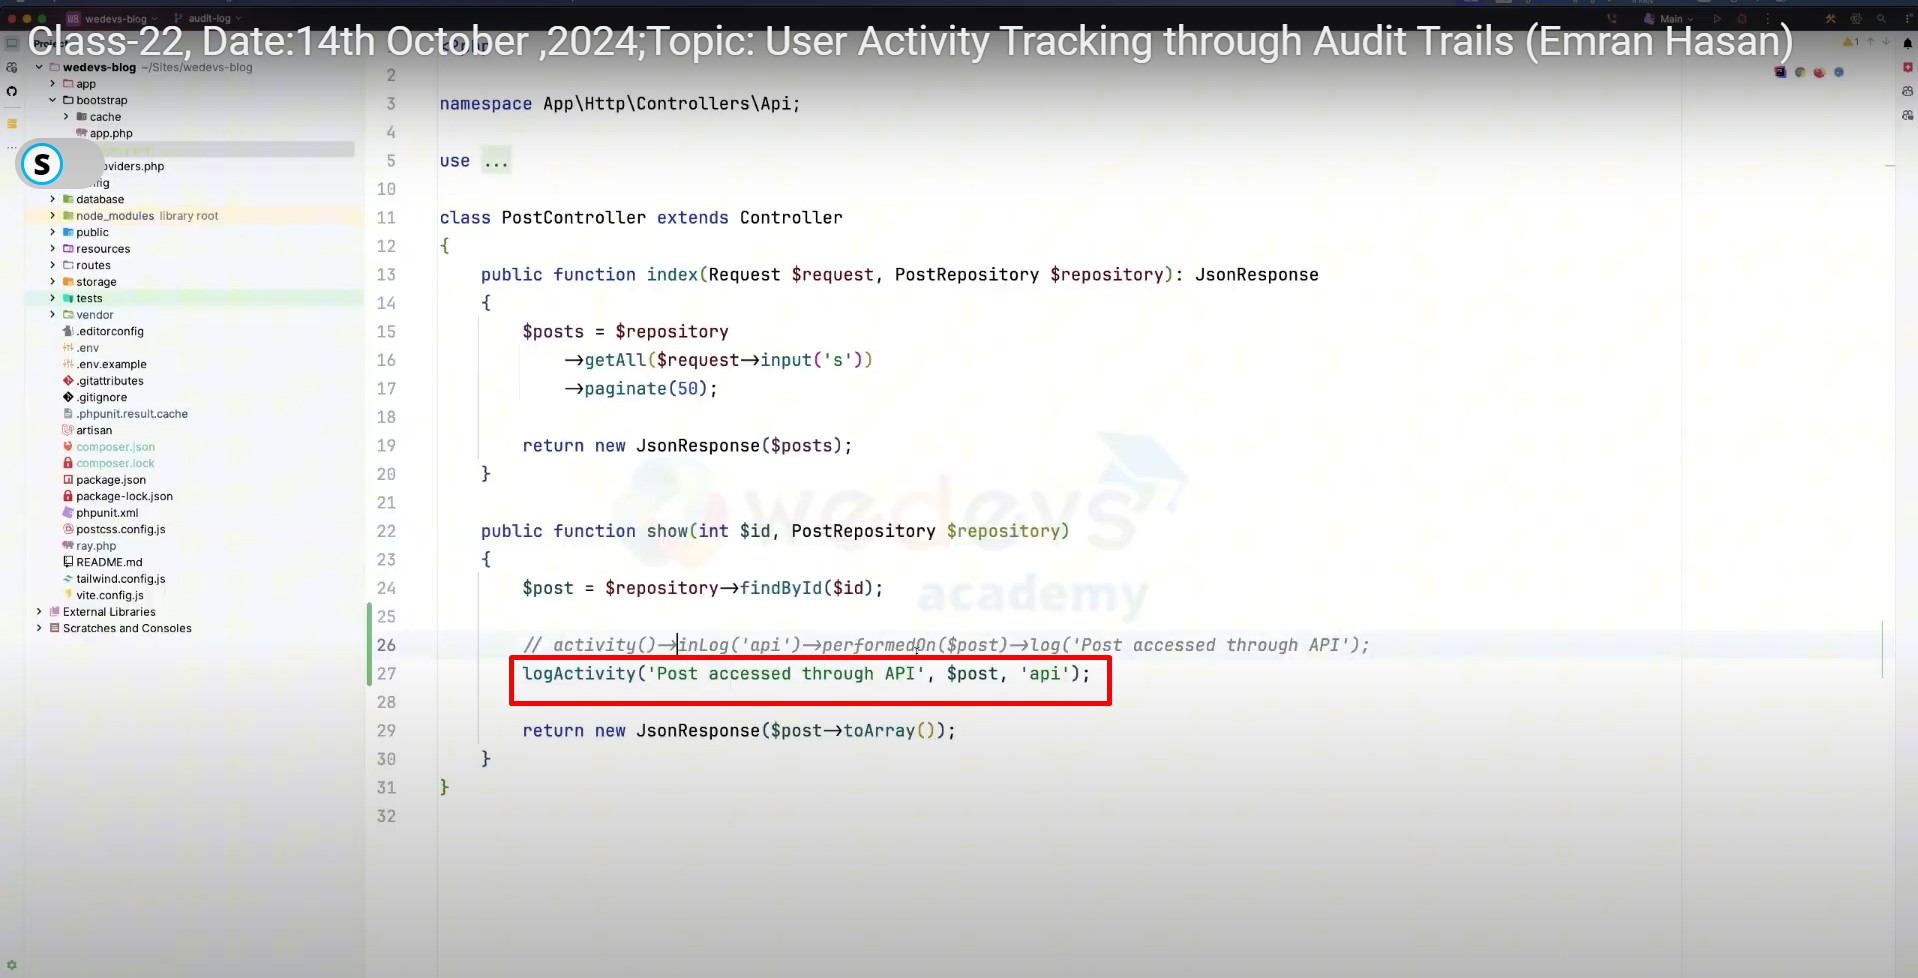 wedevs-blog
audit-log
Main
Class-22, Date:14th October ,2024;Topic: User Activity Tracking through Audit Trails (Emran Hasan)
wedevs-blog ~/Sites/wedevs-blog
app
bootstrap
cache
app.php
oviders.php
database
node_modules library root
public
resources
routes
storage
tests
vendor
.editorconfig
.env
.env.example
.gitattributes
.gitignore
.phpunit.result.cache
artisan
composer.json
composer.lock
package.json
package-lock.json
phpunit.xml
postcss.config.js
ray.php
README.md
tailwind.config.js
vite.config.js
External Libraries
Scratches and Consoles
S
1
2
3 namespace App\Http\Controllers\Api;
4
5 use ...
10
11 class PostController extends Controller
12 {
13 public function index(Request $request, PostRepository $repository): JsonResponse
14 {
15 $posts = $repository
16 →getAll($request→input('s'))
17 →paginate(50);
18
19 return new JsonResponse($posts);
20 }
21
22 public function show(int $id, PostRepository $repository)
23 {
24 $post = $repository→findById($id);
25
26 // activity()→inLog('api')→performedOn($post)→log('Post accessed through API');
27 logActivity('Post accessed through API', $post, 'api');
28
29 return new JsonResponse($post→toArray());
30 }
31 }
32
wedevs
academy